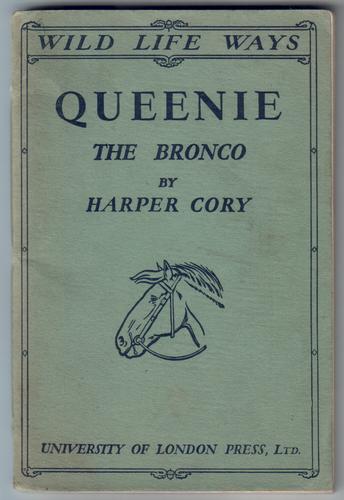 WILD LIFE WAYS
QUEENIE
THE BRONCO
BY
HARPER CORY
UNIVERSITY OF LONDON PRESS, LTD.